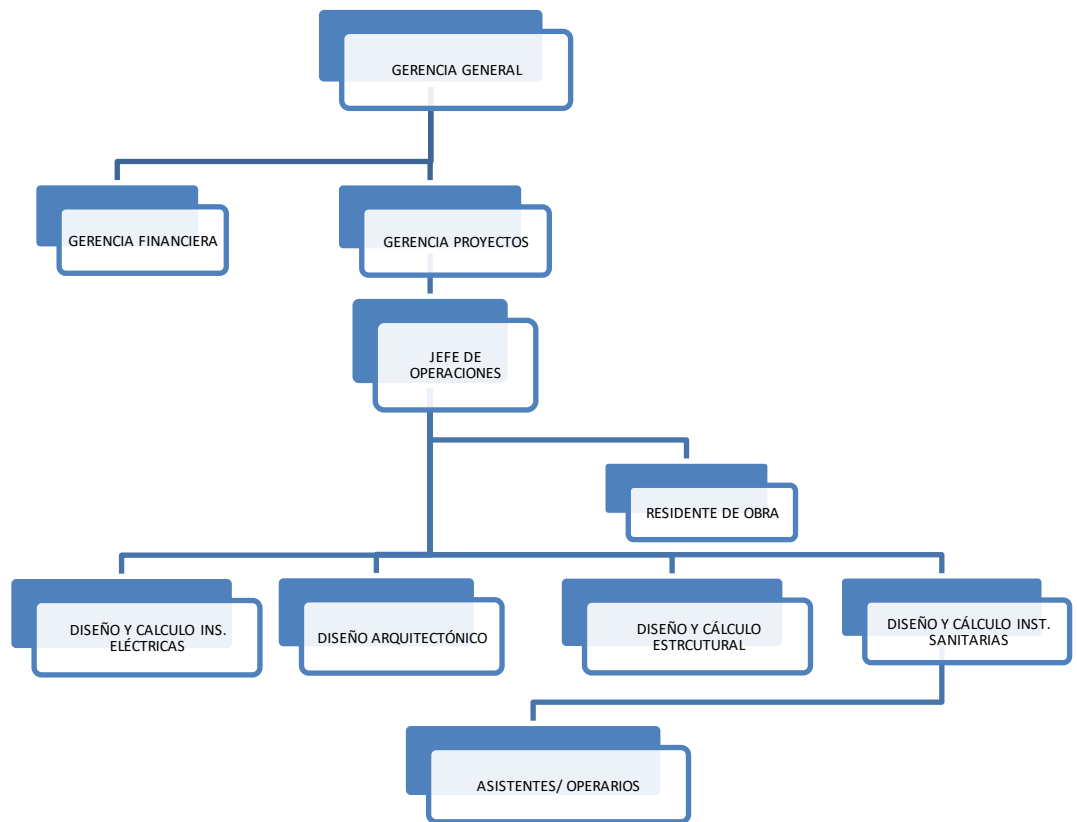 GERENCIA GENERAL
GERENCIA FINANCIERA
GERENCIA PROYECTOS
JEFE DE
OPERACIONES
RESIDENTE DE OBRA
DISEÑO Y CALCULO INS.
ELÉCTRICAS
DISEÑO ARQUITECTÓNICO
DISEÑO Y CÁLCULO
ESTRCUTURAL
DISEÑO Y CÁLCULO INST.
SANITARIAS
ASISTENTES/ OPERARIOS